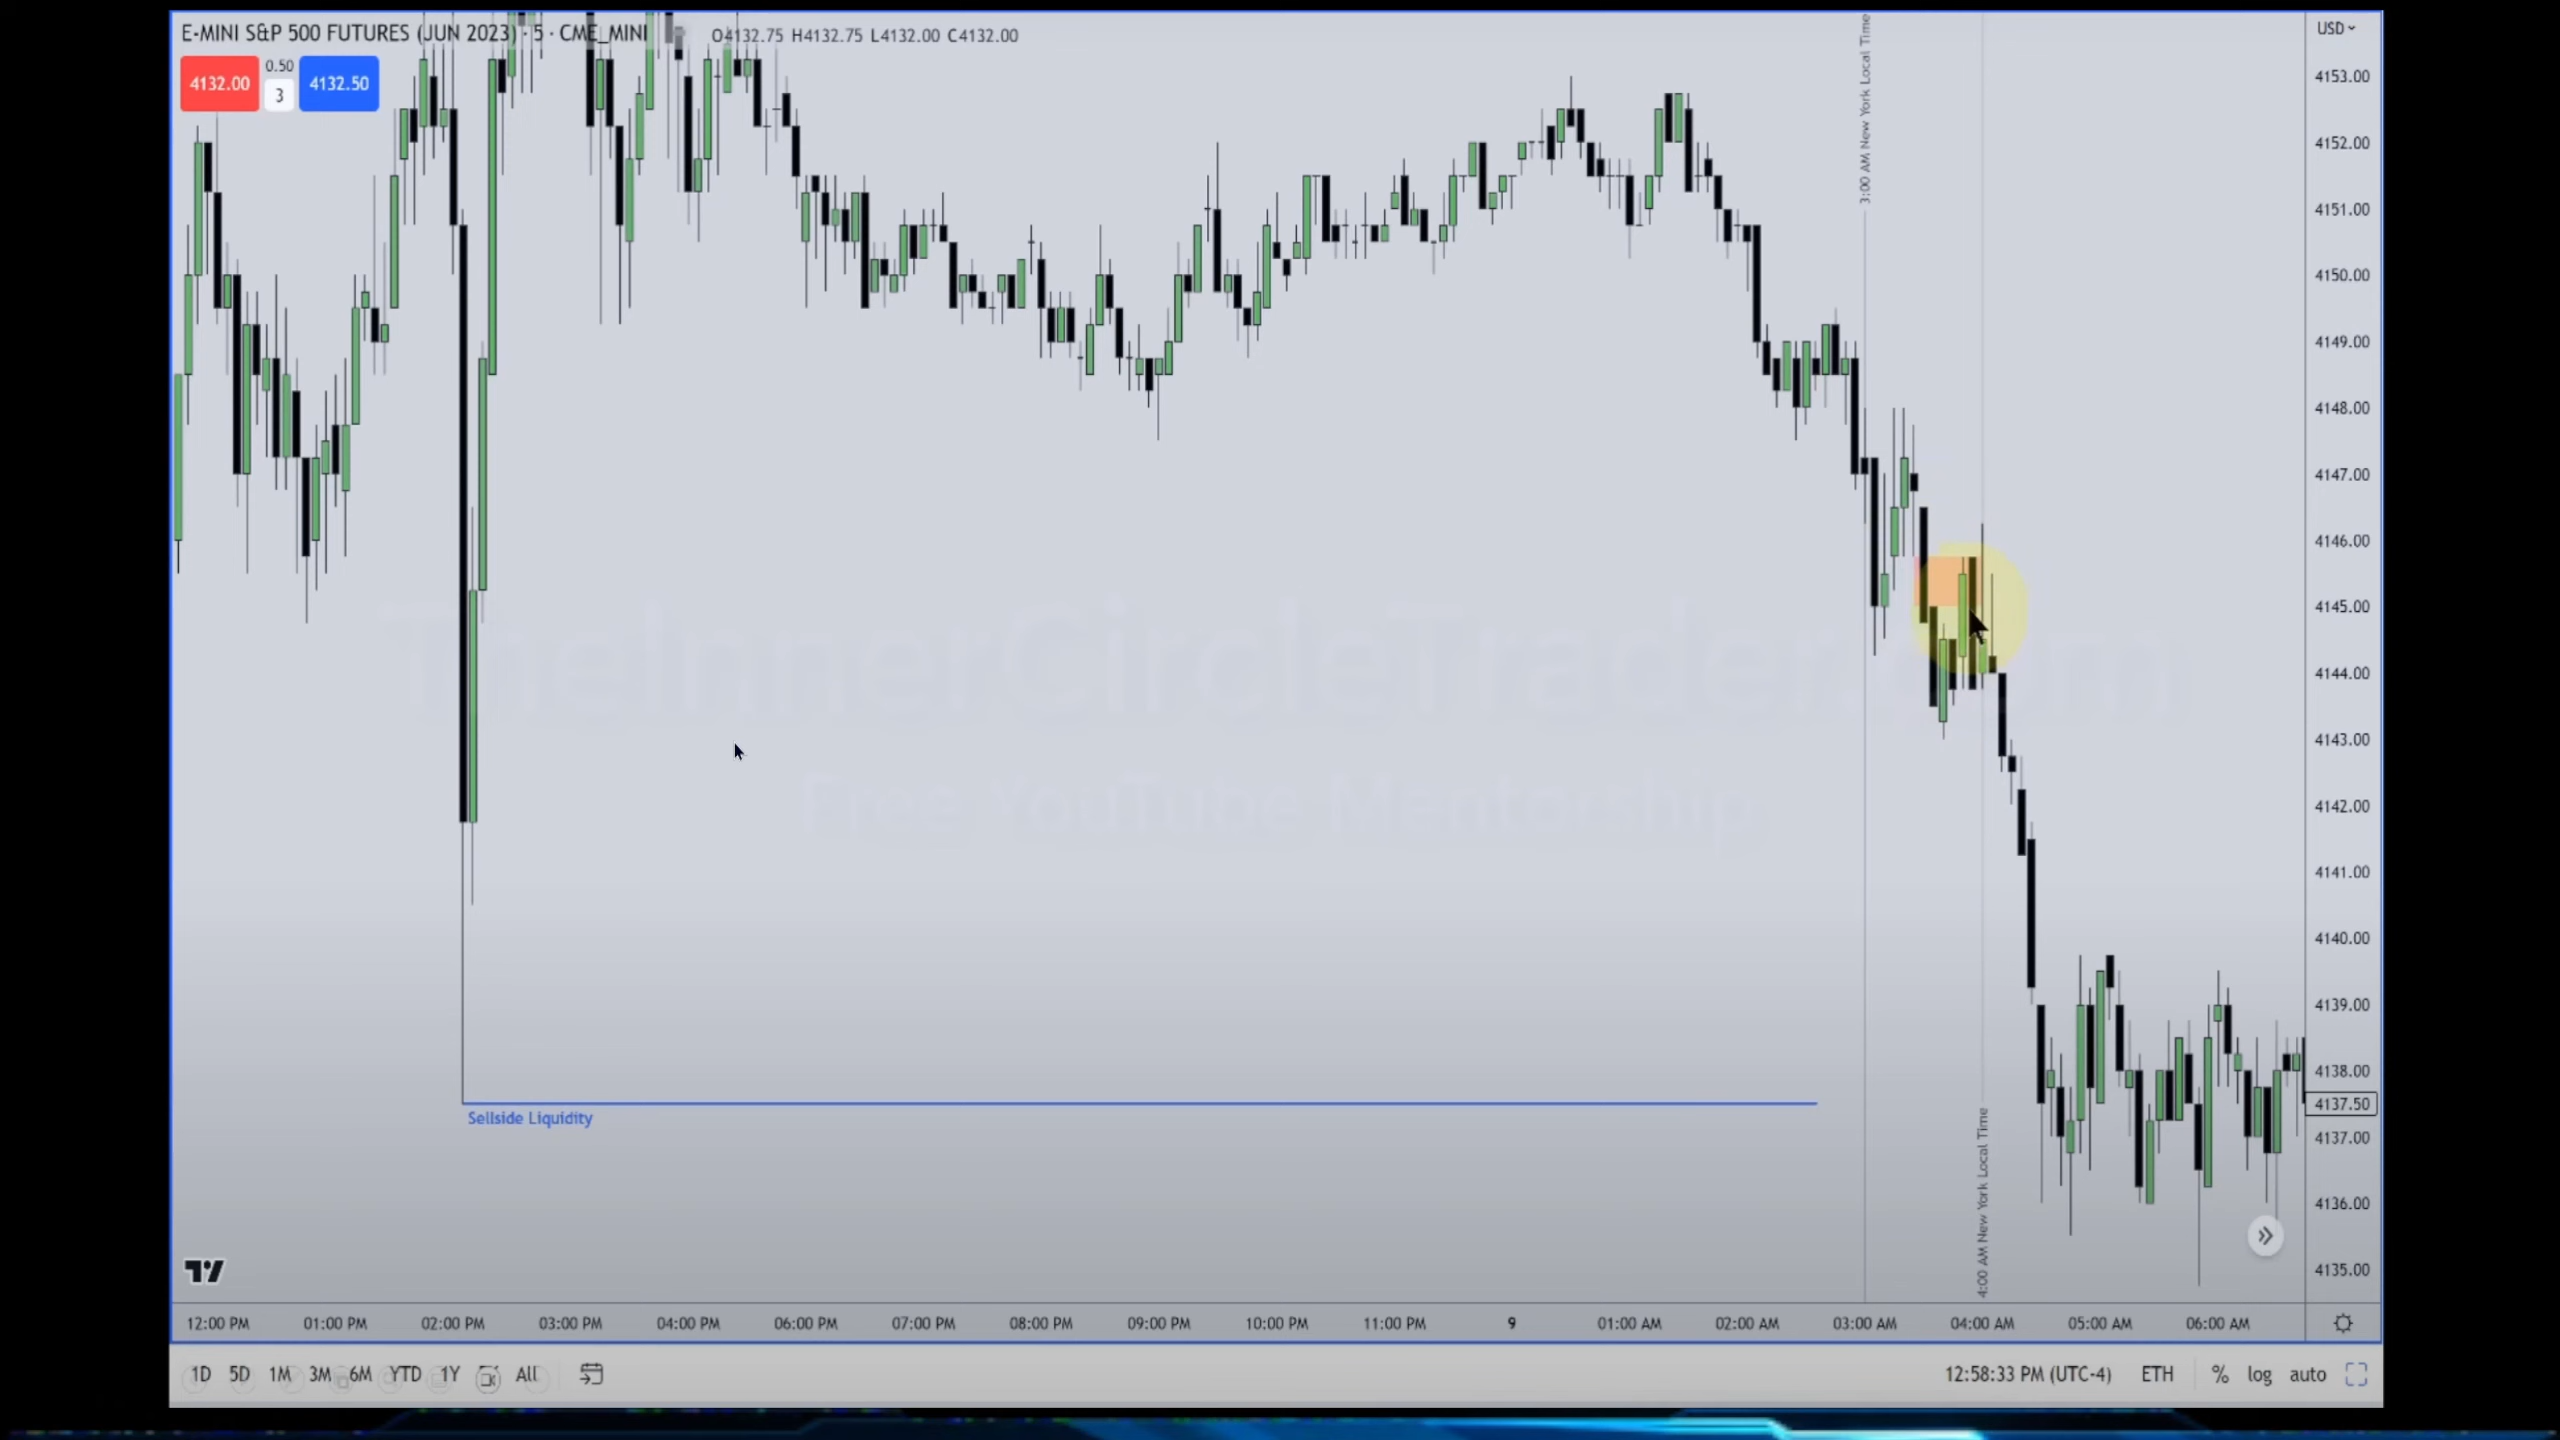 E-MINI S&P 500 FUTURES (JUN 2023) · 5 · CME_MINI
O4132.75 H4132.75 L4132.00 C4132.00
USD
4132.00
0.50
3
4132.50
3:00 AM New York Local Time
4153.00
4152.00
4151.00
4150.00
4149.00
4148.00
4147.00
4146.00
4145.00
4144.00
4143.00
4142.00
4141.00
4140.00
4139.00
4138.00
4137.50
4137.00
4136.00
4135.00
TheInnerCircleTrader.com
Free YouTube Mentorship
Sellside Liquidity
4:00 AM New York Local Time
12:00 PM 01:00 PM 02:00 PM 03:00 PM 04:00 PM 06:00 PM 07:00 PM 08:00 PM 09:00 PM 10:00 PM 11:00 PM 9 01:00 AM 02:00 AM 03:00 AM 04:00 AM 05:00 AM 06:00 AM
1D 5D 1M 3M 6M YTD 1Y All
12:58:33 PM (UTC-4) ETH % log auto